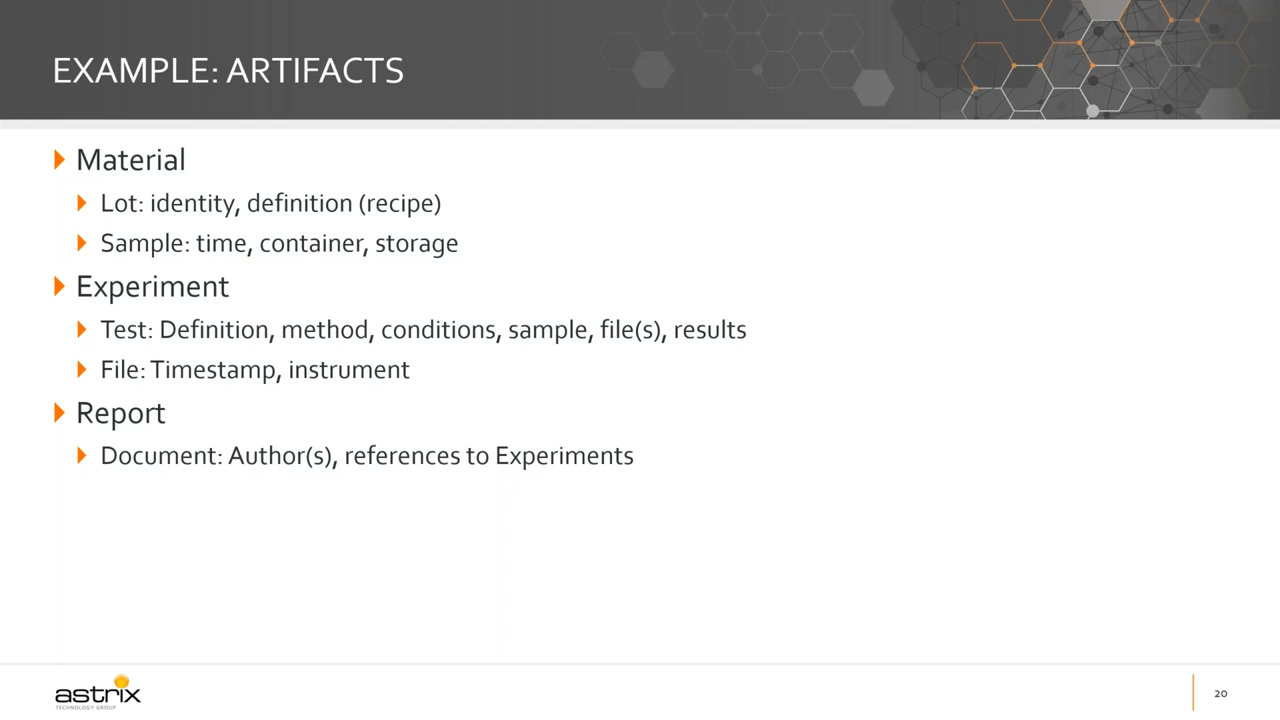 EXAMPLE: ARTIFACTS
Material
Lot: identity, definition (recipe)
Sample: time, container, storage
Experiment
Test: Definition, method, conditions, sample, file(s), results
File: Timestamp, instrument
Report
Document: Author(s), references to Experiments
astrix
TECHNOLOGY GROUP
20